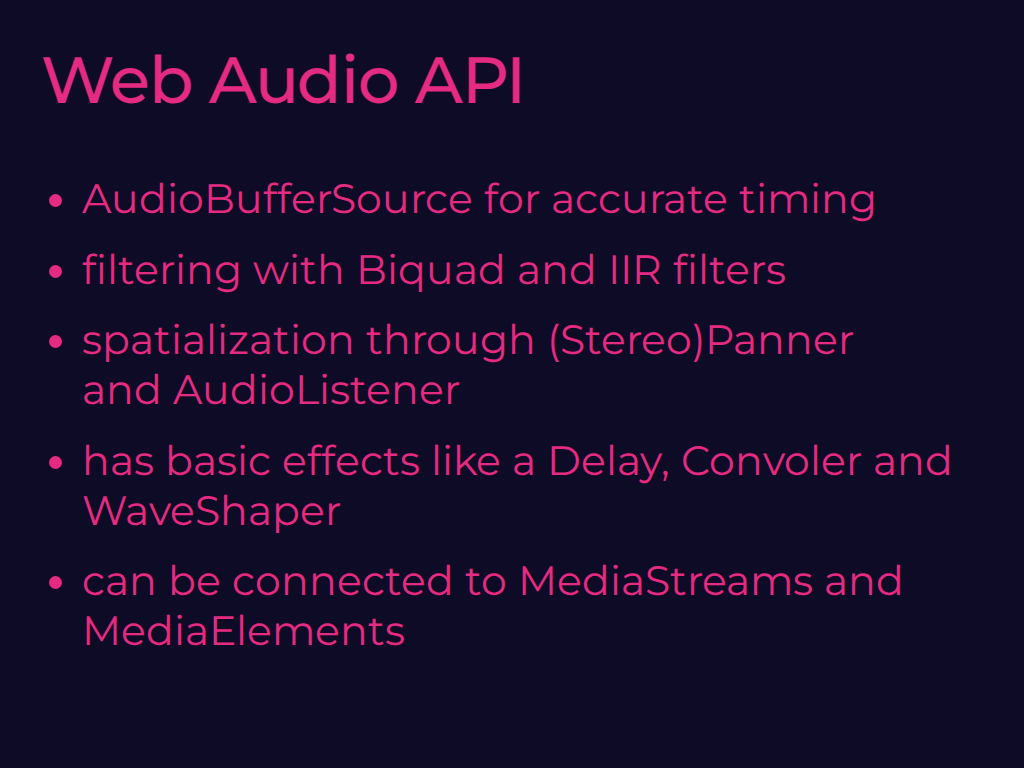 Web Audio API
• AudioBufferSource for accurate timing
• filtering with Biquad and IIR filters
• spatialization through (Stereo)Panner
and AudioListener
• has basic effects like a Delay, Convoler and
WaveShaper
• can be connected to MediaStreams and
MediaElements